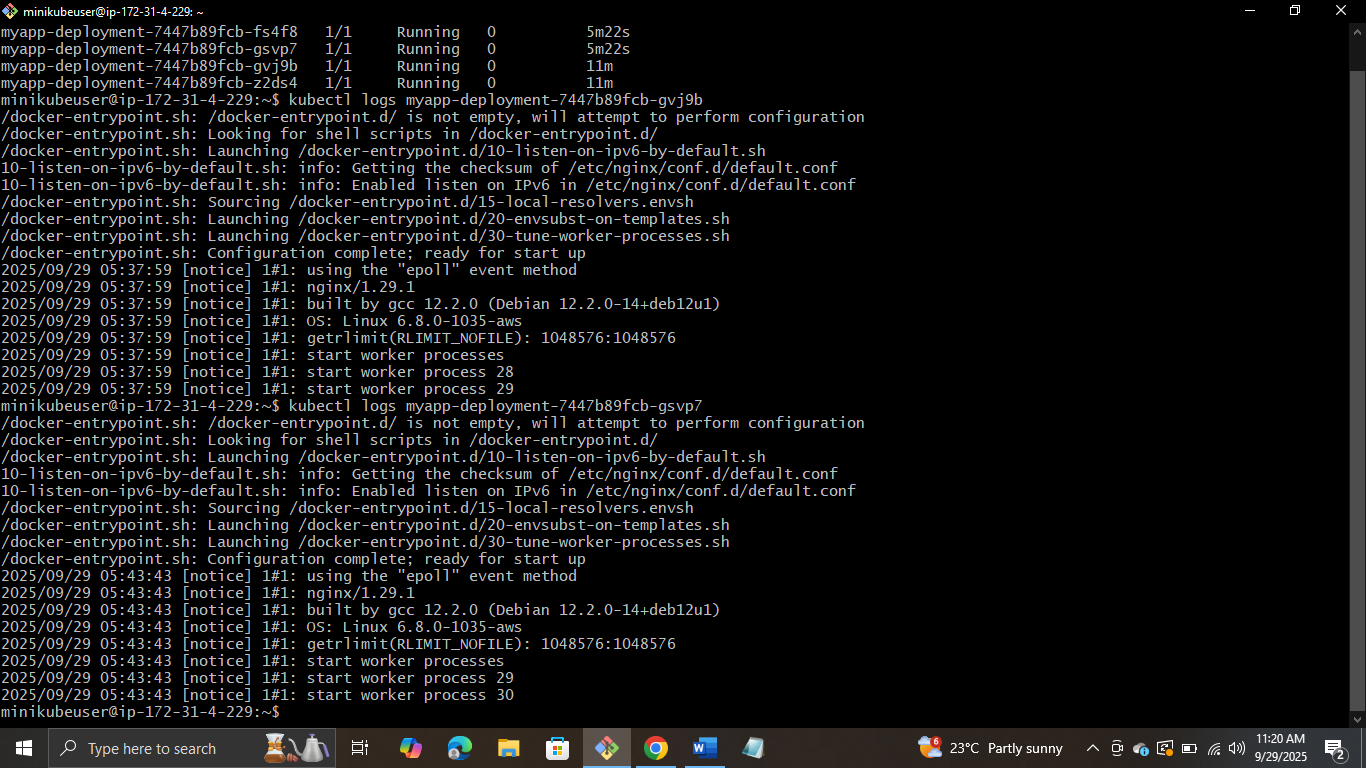 minikubeuser@ip-172-31-4-229: ~
myapp-deployment-7447b89fcb-fs4f8   1/1     Running   0          5m22s
myapp-deployment-7447b89fcb-gsvp7   1/1     Running   0          5m22s
myapp-deployment-7447b89fcb-gvj9b   1/1     Running   0          11m
myapp-deployment-7447b89fcb-z2ds4   1/1     Running   0          11m
minikubeuser@ip-172-31-4-229:~$ kubectl logs myapp-deployment-7447b89fcb-gvj9b
/docker-entrypoint.sh: /docker-entrypoint.d/ is not empty, will attempt to perform configuration
/docker-entrypoint.sh: Looking for shell scripts in /docker-entrypoint.d/
/docker-entrypoint.sh: Launching /docker-entrypoint.d/10-listen-on-ipv6-by-default.sh
10-listen-on-ipv6-by-default.sh: info: Getting the checksum of /etc/nginx/conf.d/default.conf
10-listen-on-ipv6-by-default.sh: info: Enabled listen on IPv6 in /etc/nginx/conf.d/default.conf
/docker-entrypoint.sh: Sourcing /docker-entrypoint.d/15-local-resolvers.envsh
/docker-entrypoint.sh: Launching /docker-entrypoint.d/20-envsubst-on-templates.sh
/docker-entrypoint.sh: Launching /docker-entrypoint.d/30-tune-worker-processes.sh
/docker-entrypoint.sh: Configuration complete; ready for start up
2025/09/29 05:37:59 [notice] 1#1: using the "epoll" event method
2025/09/29 05:37:59 [notice] 1#1: nginx/1.29.1
2025/09/29 05:37:59 [notice] 1#1: built by gcc 12.2.0 (Debian 12.2.0-14+deb12u1)
2025/09/29 05:37:59 [notice] 1#1: OS: Linux 6.8.0-1035-aws
2025/09/29 05:37:59 [notice] 1#1: getrlimit(RLIMIT_NOFILE): 1048576:1048576
2025/09/29 05:37:59 [notice] 1#1: start worker processes
2025/09/29 05:37:59 [notice] 1#1: start worker process 28
2025/09/29 05:37:59 [notice] 1#1: start worker process 29
minikubeuser@ip-172-31-4-229:~$ kubectl logs myapp-deployment-7447b89fcb-gsvp7
/docker-entrypoint.sh: /docker-entrypoint.d/ is not empty, will attempt to perform configuration
/docker-entrypoint.sh: Looking for shell scripts in /docker-entrypoint.d/
/docker-entrypoint.sh: Launching /docker-entrypoint.d/10-listen-on-ipv6-by-default.sh
10-listen-on-ipv6-by-default.sh: info: Getting the checksum of /etc/nginx/conf.d/default.conf
10-listen-on-ipv6-by-default.sh: info: Enabled listen on IPv6 in /etc/nginx/conf.d/default.conf
/docker-entrypoint.sh: Sourcing /docker-entrypoint.d/15-local-resolvers.envsh
/docker-entrypoint.sh: Launching /docker-entrypoint.d/20-envsubst-on-templates.sh
/docker-entrypoint.sh: Launching /docker-entrypoint.d/30-tune-worker-processes.sh
/docker-entrypoint.sh: Configuration complete; ready for start up
2025/09/29 05:43:43 [notice] 1#1: using the "epoll" event method
2025/09/29 05:43:43 [notice] 1#1: nginx/1.29.1
2025/09/29 05:43:43 [notice] 1#1: built by gcc 12.2.0 (Debian 12.2.0-14+deb12u1)
2025/09/29 05:43:43 [notice] 1#1: OS: Linux 6.8.0-1035-aws
2025/09/29 05:43:43 [notice] 1#1: getrlimit(RLIMIT_NOFILE): 1048576:1048576
2025/09/29 05:43:43 [notice] 1#1: start worker processes
2025/09/29 05:43:43 [notice] 1#1: start worker process 29
2025/09/29 05:43:43 [notice] 1#1: start worker process 30
minikubeuser@ip-172-31-4-229:~$
Type here to search
6
23°C Partly sunny
11:20 AM
9/29/2025
2